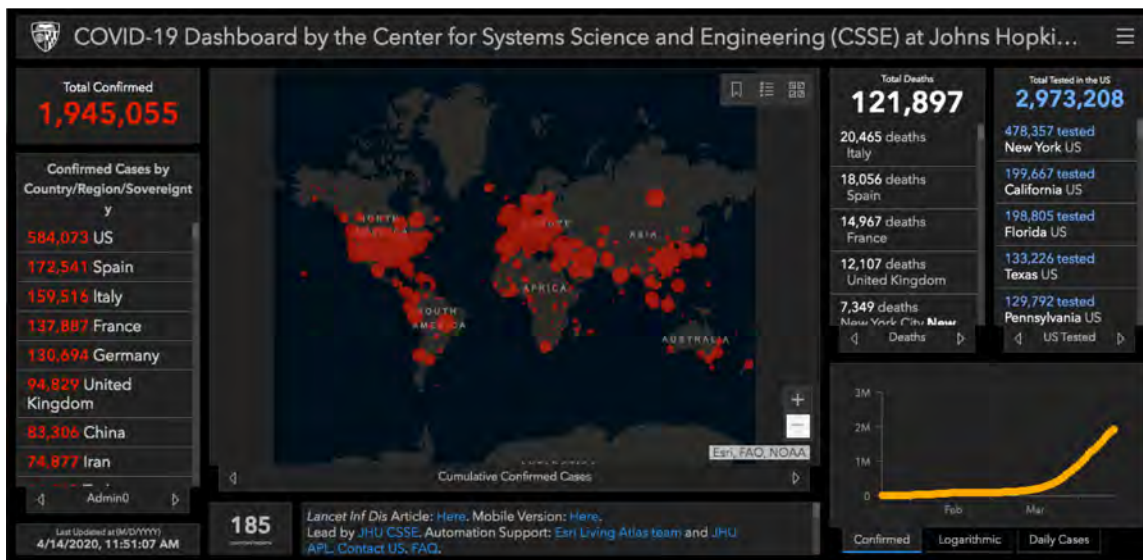 COVID-19 Dashboard by the Center for Systems Science and Engineering (CSSE) at Johns Hopki...
Total Confirmed
1,945,055
Confirmed Cases by
Country/Region/Sovereignt
y
584,073 US
172,541 Spain
159,516 Italy
137,887 France
130,694 Germany
94,829 United
Kingdom
83,306 China
74,877 Iran
Admin0
Last Updated at (M/D/YYYY)
4/14/2020, 11:51:07 AM
NORTH
AMERICA
EUROPE
ASIA
AFRICA
SOUTH
AMERICA
AUSTRALIA
+
Esri, FAO, NOAA
Cumulative Confirmed Cases
185
Lancet Inf Dis Article: Here. Mobile Version: Here.
Lead by JHU CSSE. Automation Support: Esri Living Atlas team and JHU
APL. Contact US. FAQ.
Total Deaths
121,897
20,465 deaths
Italy
18,056 deaths
Spain
14,967 deaths
France
12,107 deaths
United Kingdom
7,349 deaths
New York City New
Deaths
Total Tested in the US
2,973,208
478,357 tested
New York US
199,667 tested
California US
198,805 tested
Florida US
133,226 tested
Texas US
129,792 tested
Pennsylvania US
US Tested
3M
2M
1M
0
Feb
Mar
Confirmed
Logarithmic
Daily Cases